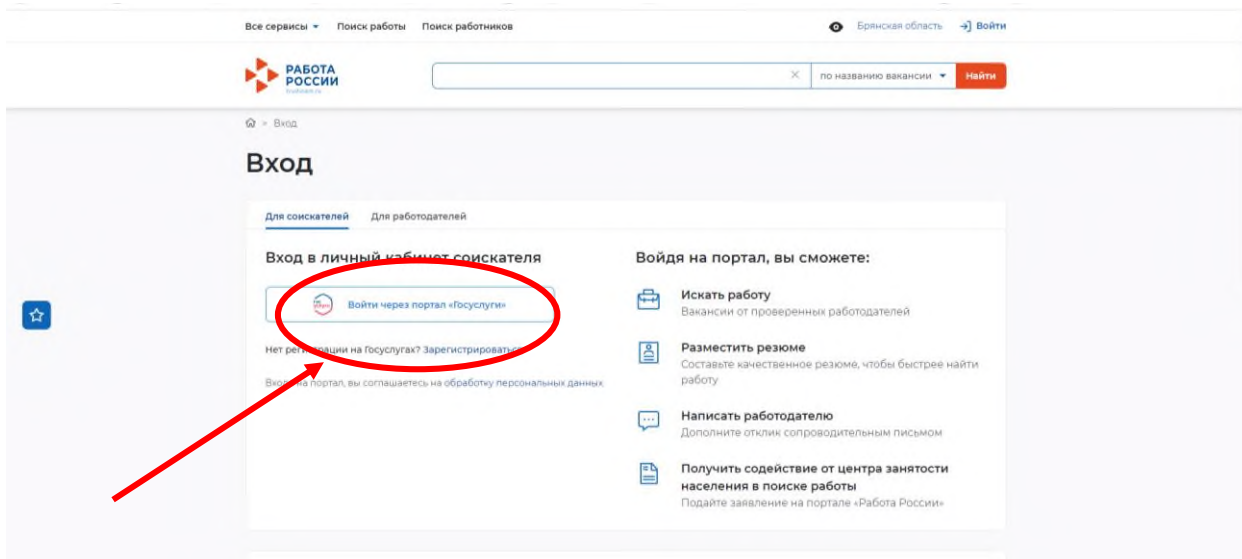 Все сервисы Поиск работы Поиск работников Брянская область Войти
РАБОТА РОССИИ
по названию вакансии Найти
Вход
Вход
Для соискателей Для работодателей
Вход в личный кабинет соискателя
Войти через портал «Госуслуги»
Нет регистрации на Госуслугах? Зарегистрироваться
Входя на портал, вы соглашаетесь на обработку персональных данных
Войдя на портал, вы сможете:
Искать работу
Вакансии от проверенных работодателей
Разместить резюме
Составьте качественное резюме, чтобы быстрее найти
работу
Написать работодателю
Дополните отклик сопроводительным письмом
Получить содействие от центра занятости
населения в поиске работы
Подайте заявление на портале «Работа России»